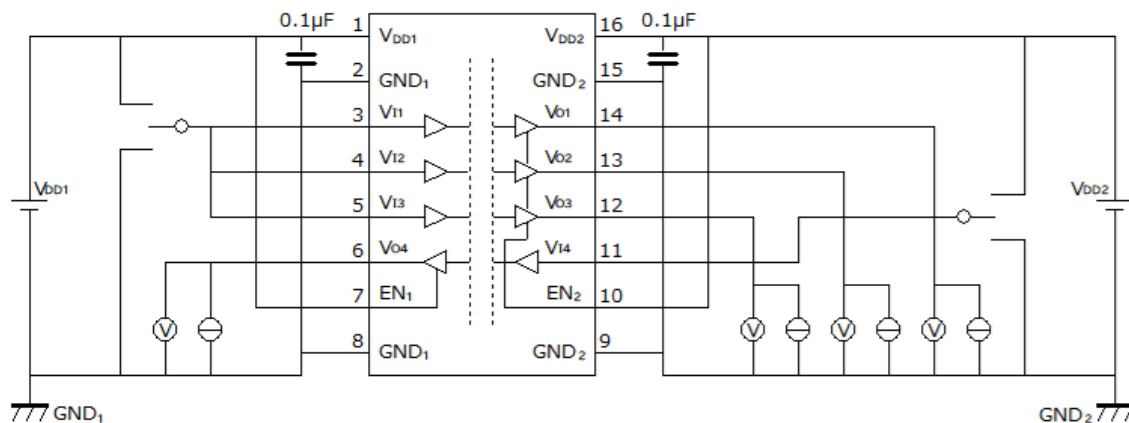 0.1µF 1 VDD1 VDD2 16 0.1µF
2 GND1 GND2 15
3 VI1 VO1 14
4 VI2 VO2 13
VDD1 VDD2
5 VI3 VO3 12
6 VO4 VI4 11
7 EN1 EN2 10
V V V V
8 GND1 GND2 9
GND1 GND2